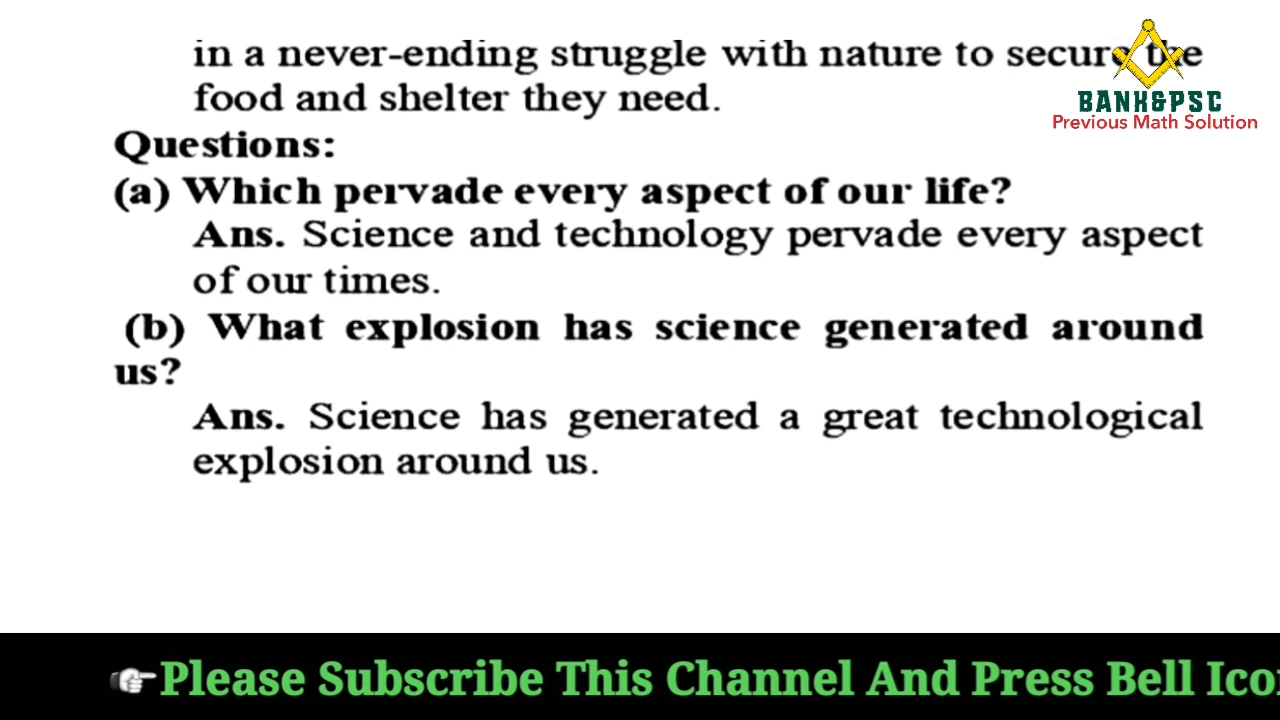 in a never-ending struggle with nature to secure the
food and shelter they need.
BANK&PSC
Previous Math Solution
Questions:
(a) Which pervade every aspect of our life?
Ans. Science and technology pervade every aspect
of our times.
(b) What explosion has science generated around
us?
Ans. Science has generated a great technological
explosion around us.
Please Subscribe This Channel And Press Bell Ico